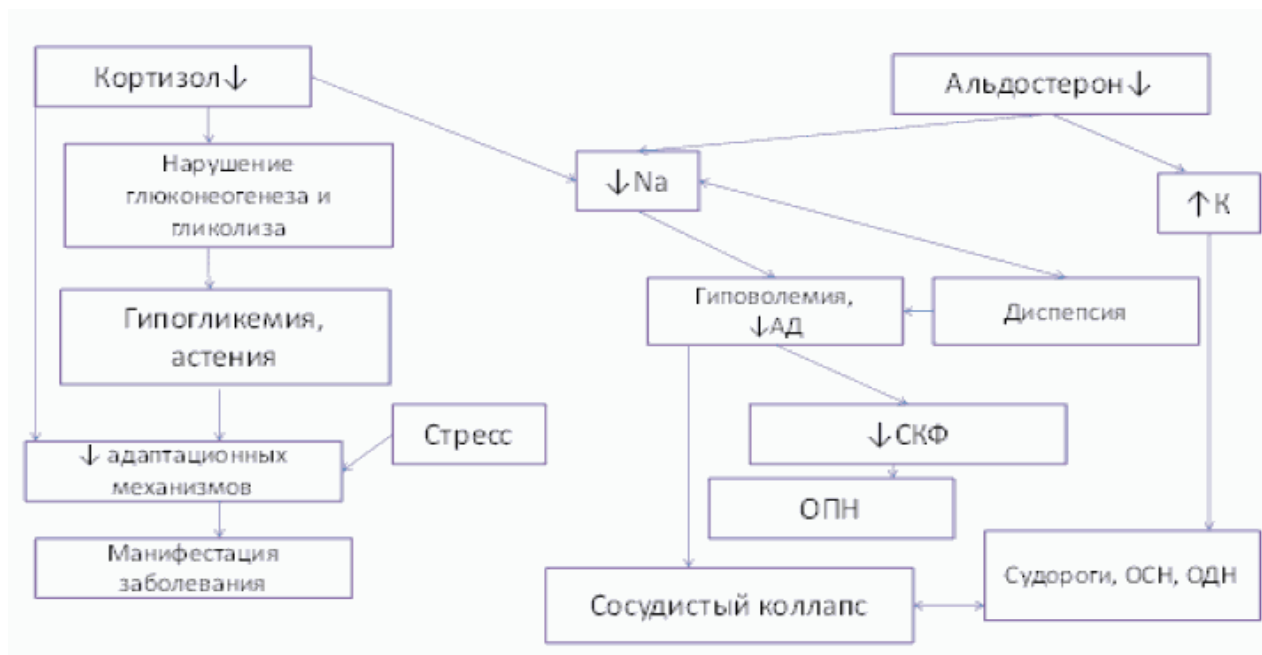 Кортизол↓
Альдостерон↓
Нарушение
глюконеогенеза и
гликолиза
↓Na
↑К
Гиповолемия,
↓АД
Диспепсия
Гипогликемия,
астения
Стресс
↓СКФ
↓ адаптационных
механизмов
ОПН
Манифестация
заболевания
Судороги, ОСН, ОДН
Сосудистый коллапс